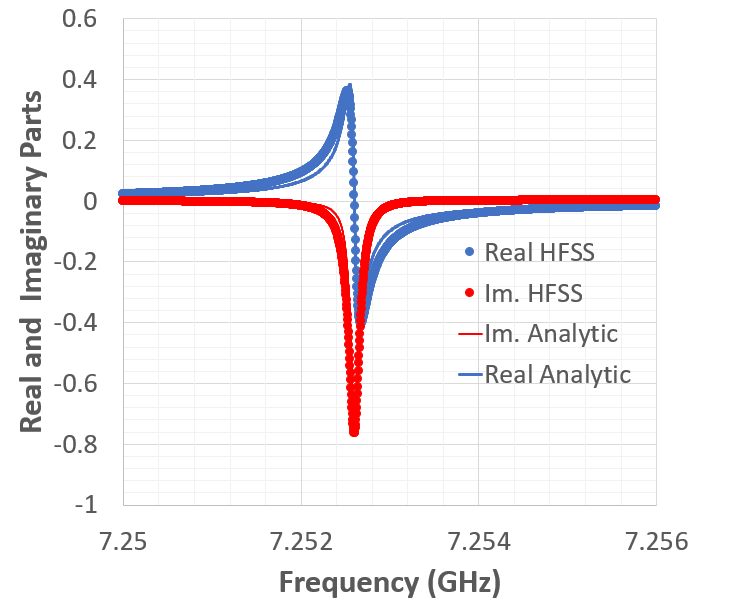 0.6
0.4
0.2
0
-0.2
-0.4
-0.6
-0.8
-1
Real and  Imaginary Parts
Real HFSS
Im. HFSS
Im. Analytic
Real Analytic
7.25
7.252
7.254
7.256
Frequency (GHz)